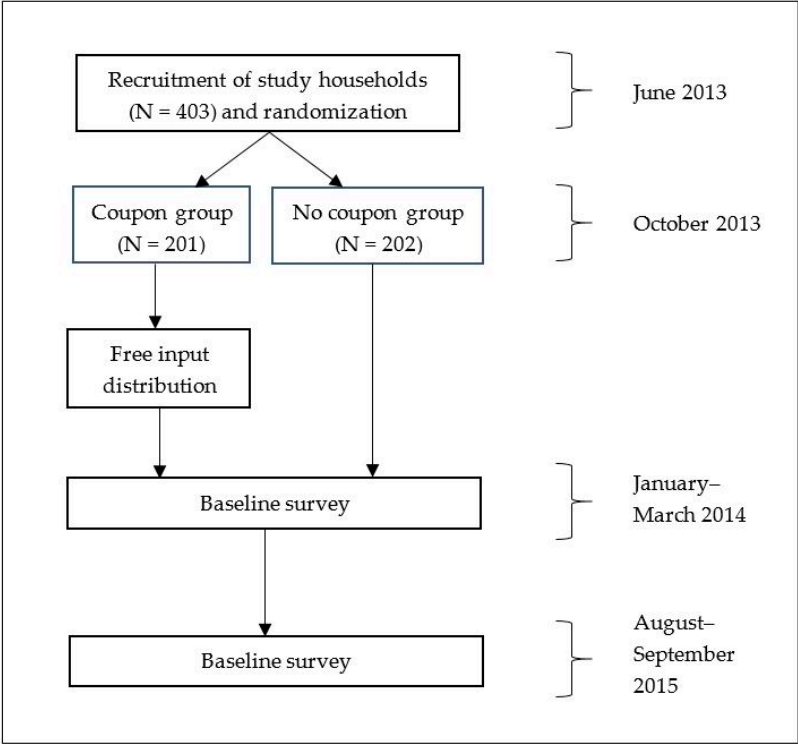 Recruitment of study households
(N = 403) and randomization
June 2013
Coupon group
(N = 201)
No coupon group
(N = 202)
October 2013
Free input
distribution
Baseline survey
January–
March 2014
Baseline survey
August–
September
2015